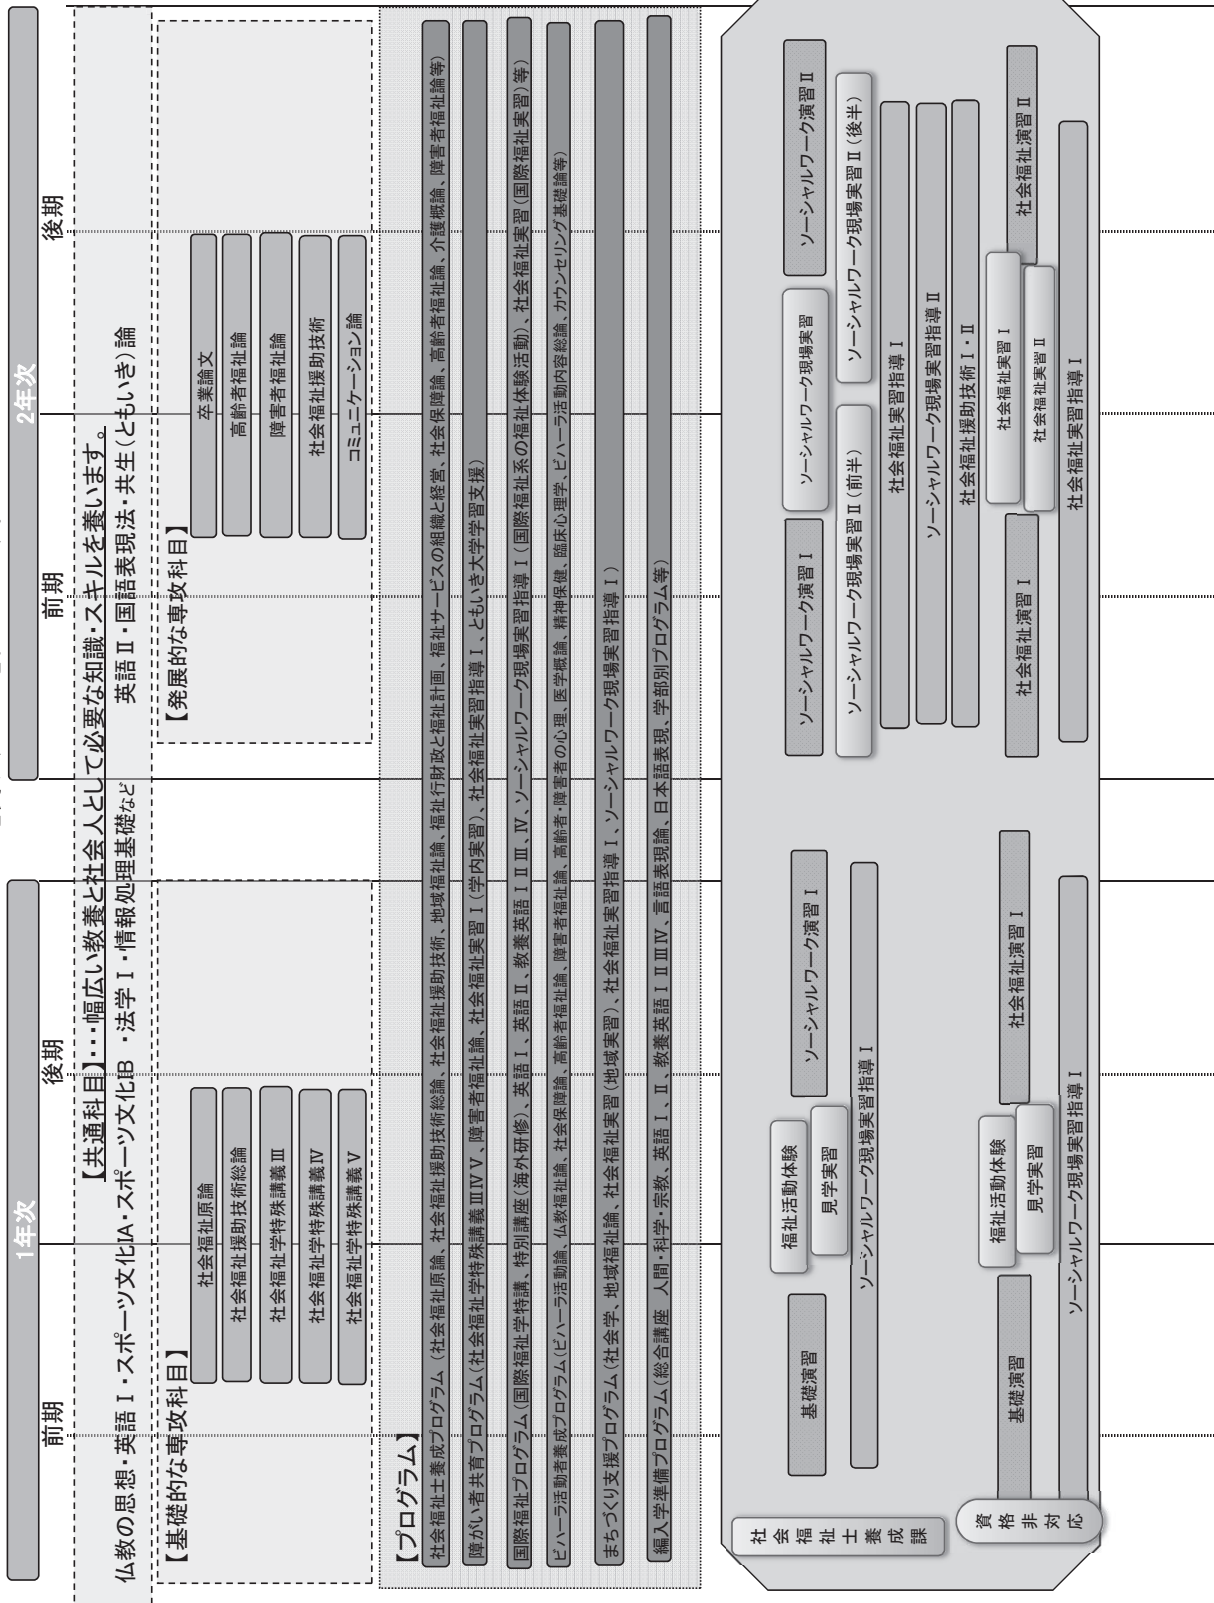 1年次
2年次
前期
後期
前期
後期
【共通科目】･･･幅広い教養と社会人として必要な知識・スキルを養います。
仏教の思想・英語Ⅰ・スポーツ文化ⅠA・スポーツ文化ⅠB ・法学Ⅰ・情報処理基礎など
英語Ⅱ・国語表現法・共生（ともいき）論
【基礎的な専攻科目】
社会福祉原論
社会福祉援助技術総論
社会福祉学特殊講義Ⅲ
社会福祉学特殊講義Ⅳ
社会福祉学特殊講義Ⅴ
【発展的な専攻科目】
卒業論文
高齢者福祉論
障害者福祉論
社会福祉援助技術
コミュニケーション論
【プログラム】
社会福祉士養成プログラム（社会福祉原論、社会福祉援助技術総論、社会福祉援助技術、地域福祉論、福祉行財政と福祉計画、福祉サービスの組織と経営、社会保障論、高齢者福祉論、介護概論、障害者福祉論等）
障がい者共育プログラム（社会福祉学特殊講義ⅢⅣⅤ、障害者福祉論、社会福祉実習Ⅰ（学内実習）、社会福祉実習指導Ⅰ、ともいき大学学習支援）
国際福祉プログラム（国際福祉学特講、特別講座（海外研修）、英語Ⅰ、英語Ⅱ、教養英語ⅠⅡⅢ、Ⅳ、ソーシャルワーク現場実習指導Ⅰ（国際福祉系の福祉体験活動）、社会福祉実習（国際福祉実習）等）
ビハーラ活動者養成プログラム（ビハーラ活動論、仏教福祉論、社会保障論、高齢者福祉論、障害者福祉論、高齢者・障害者の心理、医学概論、精神保健、臨床心理学、ビハーラ活動内容総論、カウンセリング基礎論等）
まちづくり支援プログラム（社会学、地域福祉論、社会福祉実習（地域実習）、社会福祉実習指導Ⅰ、ソーシャルワーク現場実習指導Ⅰ）
編入学準備プログラム（総合講座 人間・科学・宗教、英語Ⅰ、Ⅱ、教養英語ⅠⅡⅢⅣ、言語表現論、日本語表現、学部別プログラム等）
社会福祉士養成課
基礎演習
福祉活動体験
見学実習
ソーシャルワーク演習Ⅰ
ソーシャルワーク現場実習指導Ⅰ
ソーシャルワーク演習Ⅰ
ソーシャルワーク現場実習
ソーシャルワーク演習Ⅱ
ソーシャルワーク現場実習Ⅱ（前半）
ソーシャルワーク現場実習Ⅱ（後半）
社会福祉実習指導Ⅰ
ソーシャルワーク現場実習指導Ⅱ
社会福祉援助技術Ⅰ・Ⅱ
資格非対応
基礎演習
福祉活動体験
見学実習
社会福祉演習Ⅰ
ソーシャルワーク現場実習指導Ⅰ
社会福祉演習Ⅰ
社会福祉実習Ⅰ
社会福祉実習Ⅱ
社会福祉演習Ⅱ
社会福祉実習指導Ⅰ